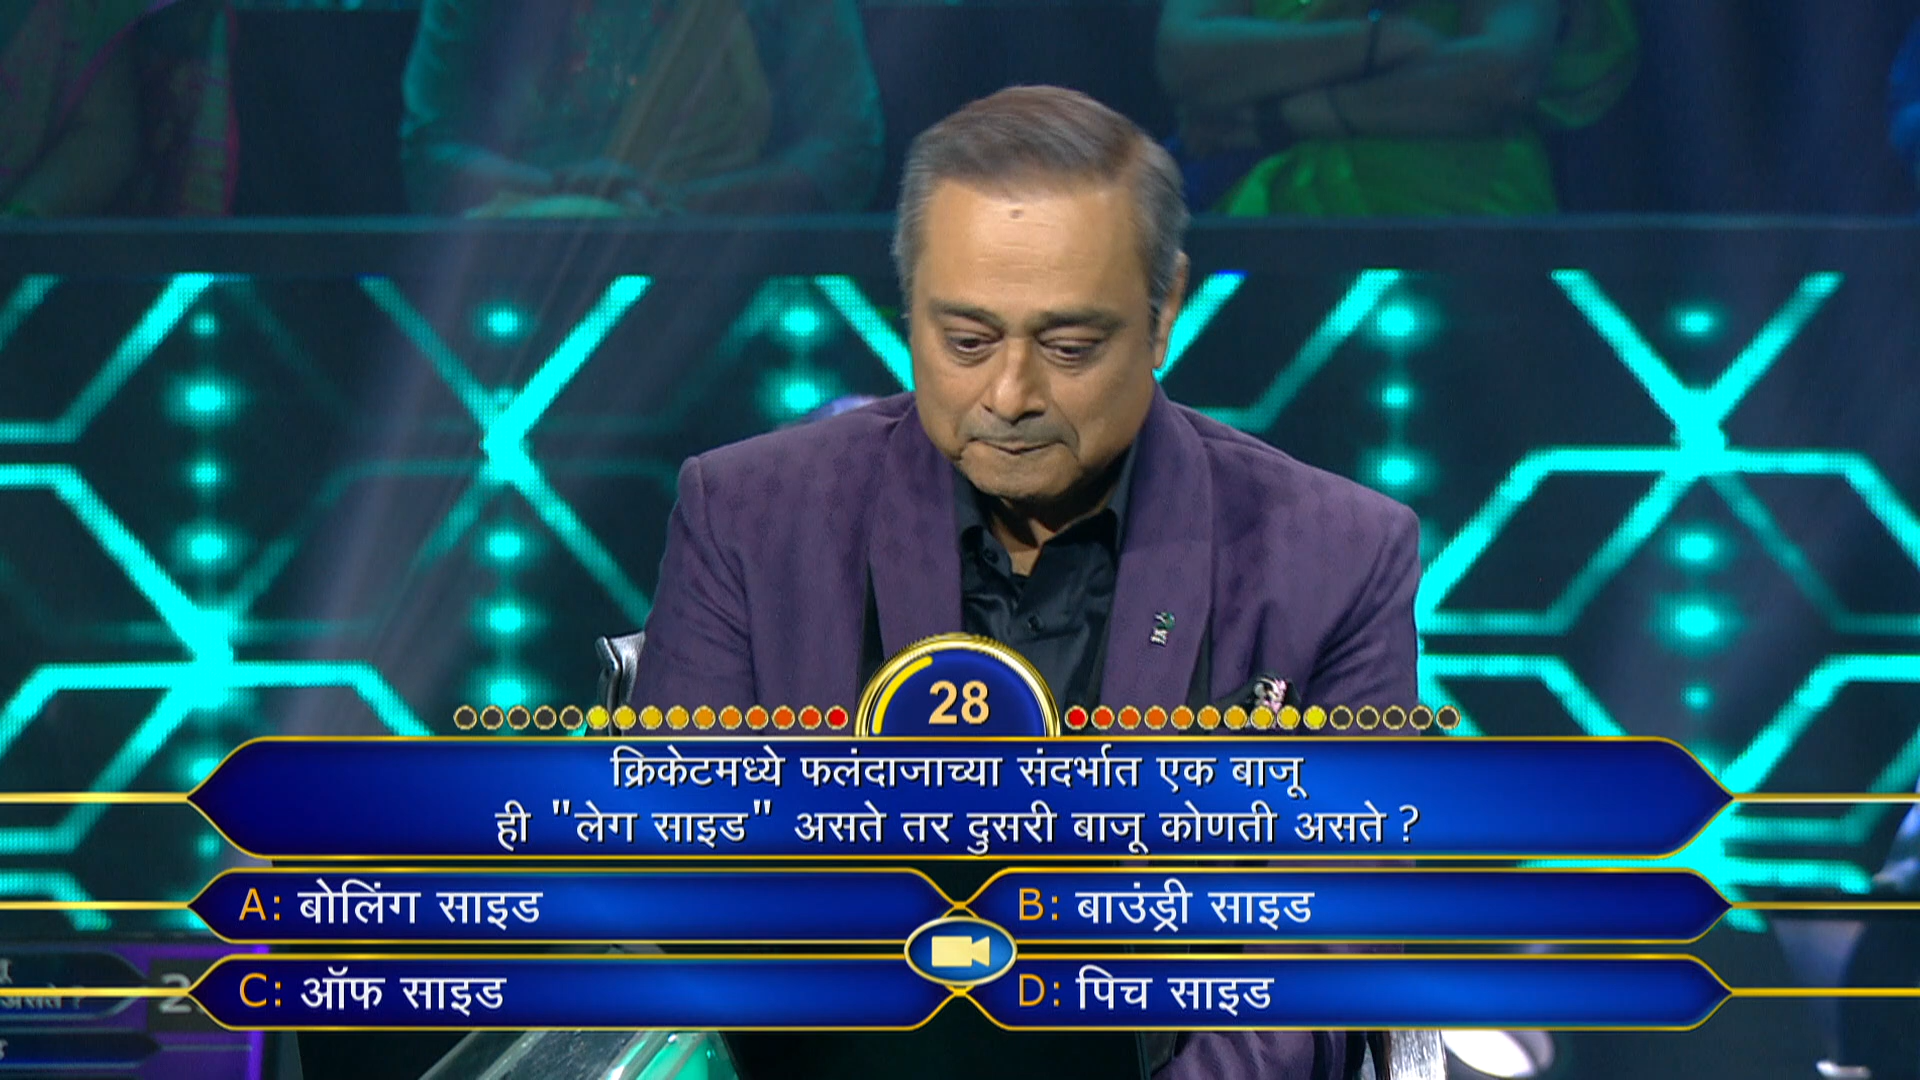 28
क्रिकेटमध्ये फलंदाजाच्या संदर्भात एक बाजू
ही "लेग साइड" असते तर दुसरी बाजू कोणती असते ?
A: बोलिंग साइड
B: बाउंड्री साइड
C: ऑफ साइड
D: पिच साइड